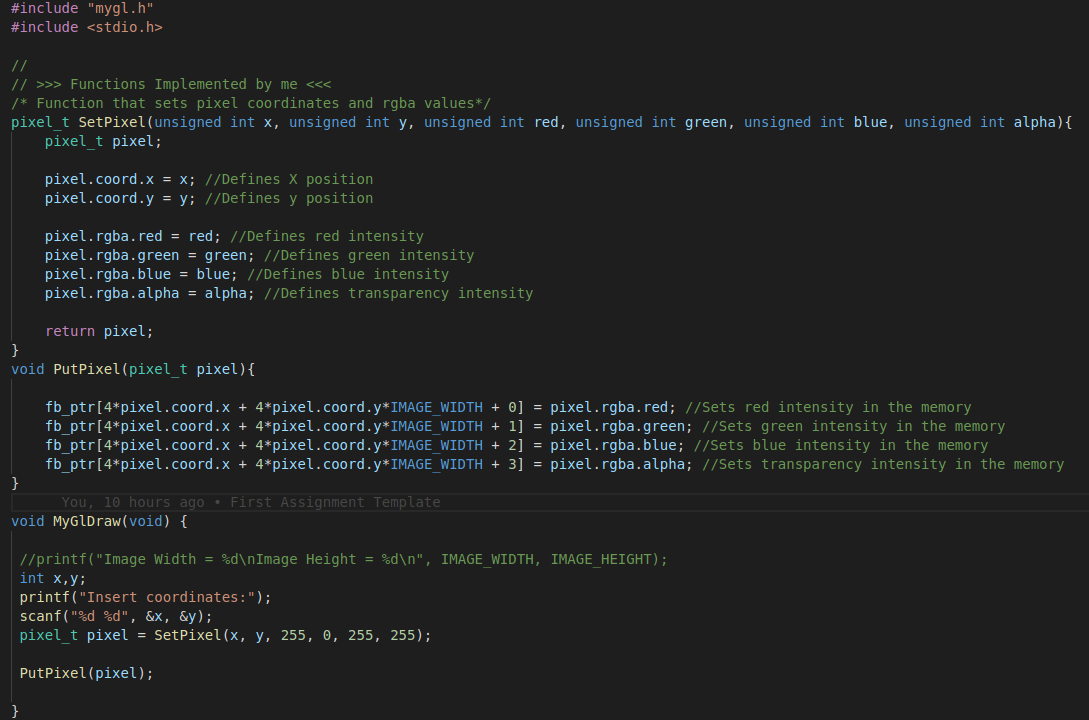 #include "mygl.h"
#include <stdio.h>
//
// >>> Functions Implemented by me <<<
/* Function that sets pixel coordinates and rgba values*/
pixel_t SetPixel(unsigned int x, unsigned int y, unsigned int red, unsigned int green, unsigned int blue, unsigned int alpha){
    pixel_t pixel;
    pixel.coord.x = x; //Defines X position
    pixel.coord.y = y; //Defines y position
    pixel.rgba.red = red; //Defines red intensity
    pixel.rgba.green = green; //Defines green intensity
    pixel.rgba.blue = blue; //Defines blue intensity
    pixel.rgba.alpha = alpha; //Defines transparency intensity
    return pixel;
}
void PutPixel(pixel_t pixel){
    fb_ptr[4*pixel.coord.x + 4*pixel.coord.y*IMAGE_WIDTH + 0] = pixel.rgba.red; //Sets red intensity in the memory
    fb_ptr[4*pixel.coord.x + 4*pixel.coord.y*IMAGE_WIDTH + 1] = pixel.rgba.green; //Sets green intensity in the memory
    fb_ptr[4*pixel.coord.x + 4*pixel.coord.y*IMAGE_WIDTH + 2] = pixel.rgba.blue; //Sets blue intensity in the memory
    fb_ptr[4*pixel.coord.x + 4*pixel.coord.y*IMAGE_WIDTH + 3] = pixel.rgba.alpha; //Sets transparency intensity in the memory
}
You, 10 hours ago • First Assignment Template
void MyGlDraw(void) {
 //printf("Image Width = %d\nImage Height = %d\n", IMAGE_WIDTH, IMAGE_HEIGHT);
 int x,y;
 printf("Insert coordinates:");
 scanf("%d %d", &x, &y);
 pixel_t pixel = SetPixel(x, y, 255, 0, 255, 255);
 PutPixel(pixel);
}